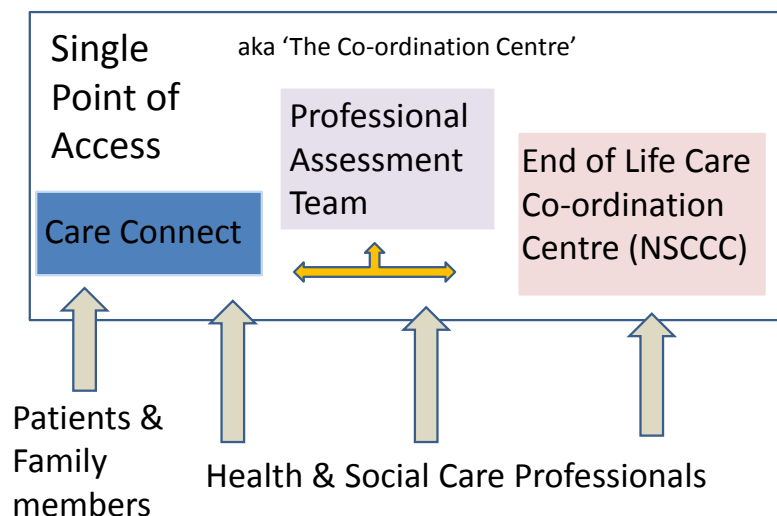 Single
Point of
Access
aka ‘The Co-ordination Centre’
Professional
Assessment
Team
End of Life Care
Co-ordination
Centre (NSCCC)
Care Connect
Patients &
Family
members
Health & Social Care Professionals